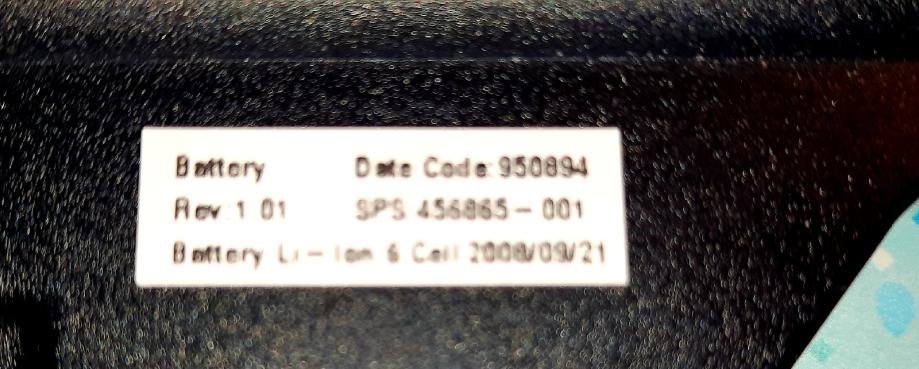 Battery Date Code:950894
Rev:1.01 SPS:456865-001
Battery Li-Ion 6 Cell 2008/09/21